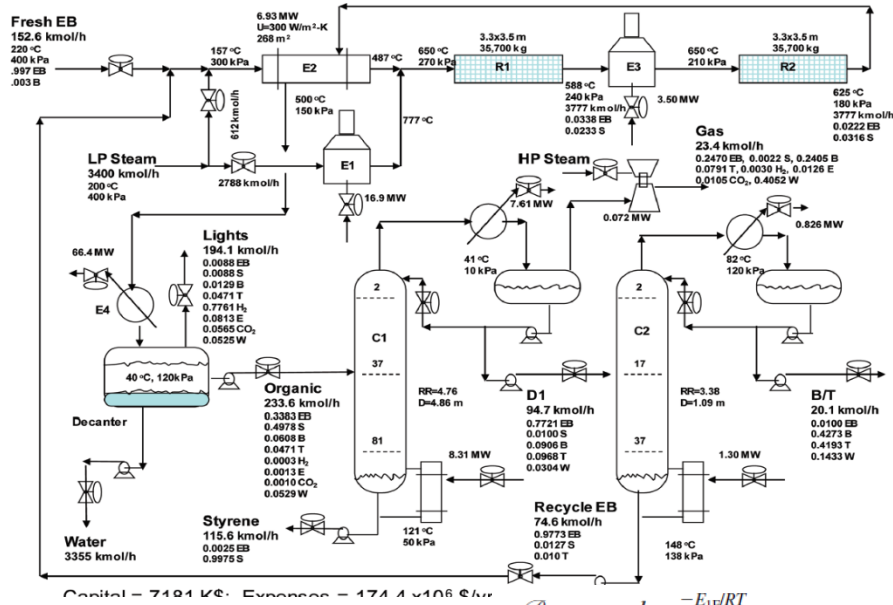 Fresh EB
152.6 kmol/h
220 °C
400 kPa
.997 EB
.003 B
157 °C
300 kPa
612 kmol/h
6.93 MW
U=300 W/m²-K
268 m²
E2
487 °C
500 °C
150 kPa
650 °C
270 kPa
3.3x3.5 m
35,700 kg
R1
588 °C
240 kPa
3777 kmol/h
0.0338 EB
0.0233 S
E3
3.50 MW
650 °C
210 kPa
3.3x3.5 m
35,700 kg
R2
625 °C
180 kPa
3777 kmol/h
0.0222 EB
0.0316 S
LP Steam
3400 kmol/h
200 °C
400 kPa
2788 kmol/h
E1
777 °C
16.9 MW
HP Steam
7.61 MW
0.072 MW
Gas
23.4 kmol/h
0.2470 EB, 0.0022 S, 0.2405 B
0.0791 T, 0.0030 H₂, 0.0126 E
0.0105 CO₂, 0.4052 W
0.826 MW
66.4 MW
E4
Lights
194.1 kmol/h
0.0088 EB
0.0088 S
0.0129 B
0.0471 T
0.7761 H₂
0.0813 E
0.0565 CO₂
0.0525 W
40 °C, 120kPa
Decanter
Water
3355 kmol/h
Organic
233.6 kmol/h
0.3383 EB
0.4978 S
0.0608 B
0.0471 T
0.0003 H₂
0.0013 E
0.0010 CO₂
0.0529 W
2
C1
37
81
41 °C
10 kPa
RR=4.76
D=4.86 m
8.31 MW
121 °C
50 kPa
Styrene
115.6 kmol/h
0.0025 EB
0.9975 S
D1
94.7 kmol/h
0.7721 EB
0.0100 S
0.0906 B
0.0968 T
0.0304 W
2
C2
17
37
82 °C
120 kPa
RR=3.38
D=1.09 m
1.30 MW
148 °C
138 kPa
B/T
20.1 kmol/h
0.0100 EB
0.4273 B
0.4193 T
0.1433 W
Recycle EB
74.6 kmol/h
0.9773 EB
0.0127 S
0.010 T
Capital = 7181 K$; Expenses = 174.4 x10⁶ $/yr